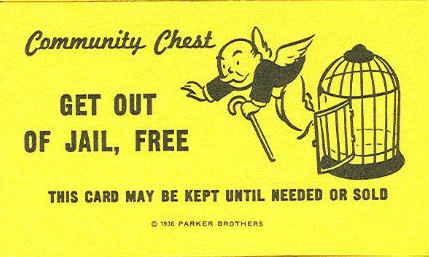 Community Chest
GET OUT
OF JAIL, FREE
THIS CARD MAY BE KEPT UNTIL NEEDED OR SOLD
© 1936 PARKER BROTHERS